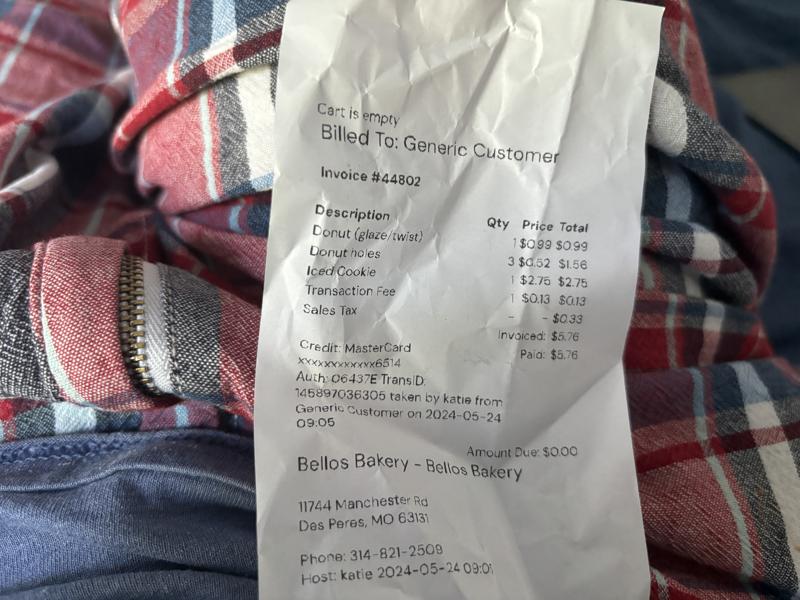 Cart is empty
Billed To: Generic Customer
Invoice #44802
Description Qty Price Total
Donut (glaze/twist) 1 $0.99 $0.99
Donut holes 3 $0.52 $1.56
Iced Cookie 1 $2.75 $2.75
Transaction Fee 1 $0.13 $0.13
Sales Tax - - $0.33
Invoiced: $5.76
Paid: $5.76
Credit: MasterCard
xxxxxxxxxxxx6514
Auth: 06437E TransID:
145897036305 taken by katie from
Generic Customer on 2024-05-24
09:05
Amount Due: $0.00
Bellos Bakery - Bellos Bakery
11744 Manchester Rd
Des Peres, MO 63131
Phone: 314-821-2509
Host: katie 2024-05-24 09:01